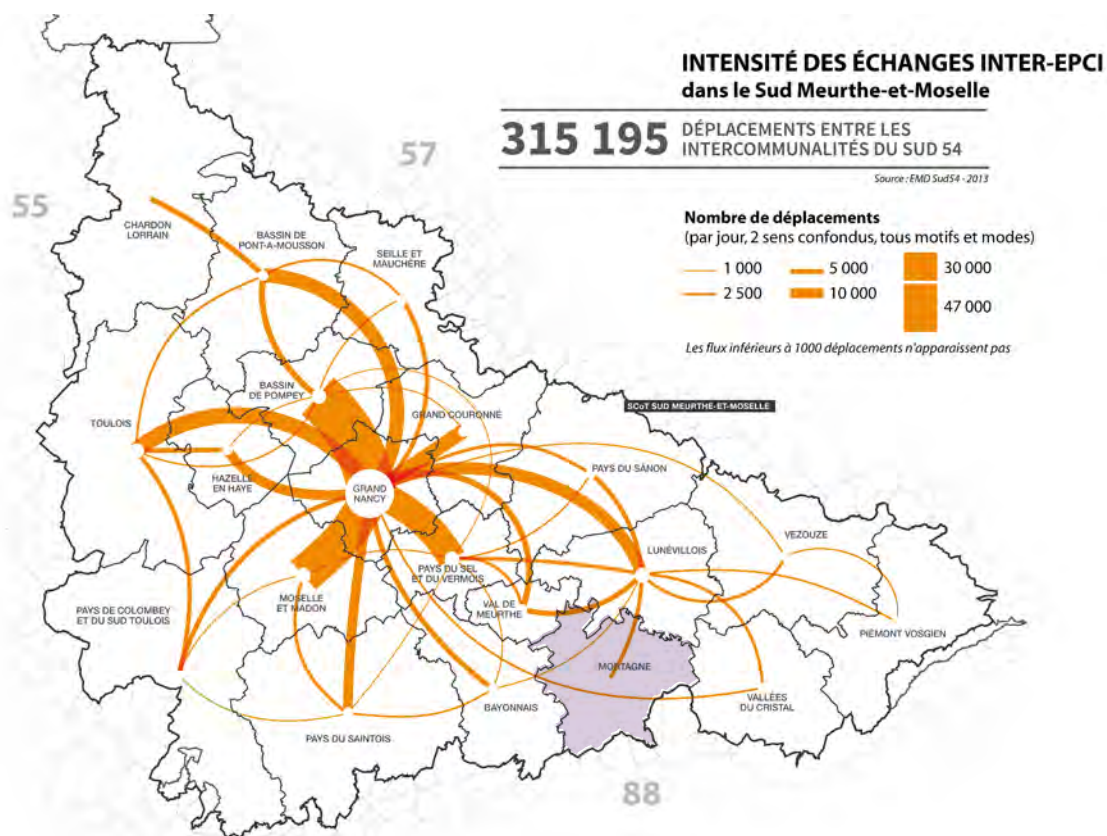 INTENSITÉ DES ÉCHANGES INTER-EPCI
dans le Sud Meurthe-et-Moselle
315 195
DÉPLACEMENTS ENTRE LES
INTERCOMMUNALITÉS DU SUD 54
Source : EMD Sud54 - 2013
Nombre de déplacements
(par jour, 2 sens confondus, tous motifs et modes)
1 000
5 000
30 000
2 500
10 000
47 000
Les flux inférieurs à 1000 déplacements n'apparaissent pas
57
55
CHARDON
LORRAIN
BASSIN DE
PONT-A-MOUSSON
SEILLE ET
MAUCHÈRE
BASSIN
DE POMPEY
GRAND COURONNÉ
SCoT SUD MEURTHE-ET-MOSELLE
TOULOIS
HAZELLE
EN HAYE
GRAND
NANCY
PAYS DU SÂNON
VEZOUZE
LUNÉVILLOIS
PAYS DU SEL
ET DU VERMOIS
MOSELLE
ET MADON
VAL DE
MEURTHE
PAYS DE COLOMBEY
ET DU SUD TOULOIS
PIÉMONT VOSGIEN
MORTAGNE
VALLÉES
DU CRISTAL
BAYONNAIS
PAYS DU SAINTOIS
88